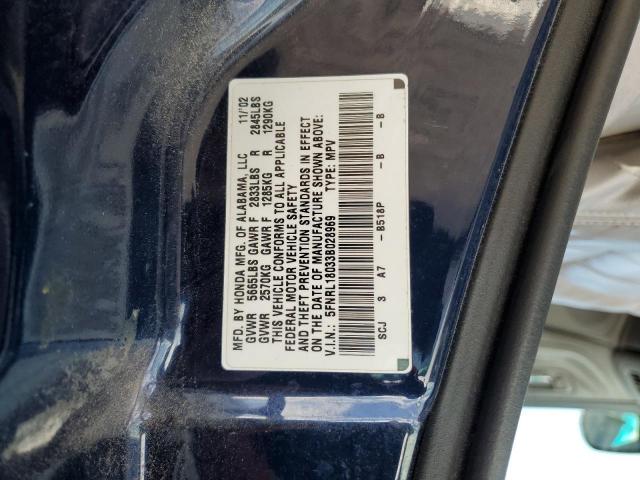 MFD. BY HONDA MFG. OF ALABAMA, LLC 11/'02
GVWR 5665LBS GAWR F 2833LBS R 2845LBS
GVWR 2570KG GAWR F 1285KG R 1290KG
THIS VEHICLE CONFORMS TO ALL APPLICABLE
FEDERAL MOTOR VEHICLE SAFETY
AND THEFT PREVENTION STANDARDS IN EFFECT
ON THE DATE OF MANUFACTURE SHOWN ABOVE.
V.I.N.: 5FNRL18033B028969 TYPE: MPV
SCJ 3 A7 -B518P -B -B